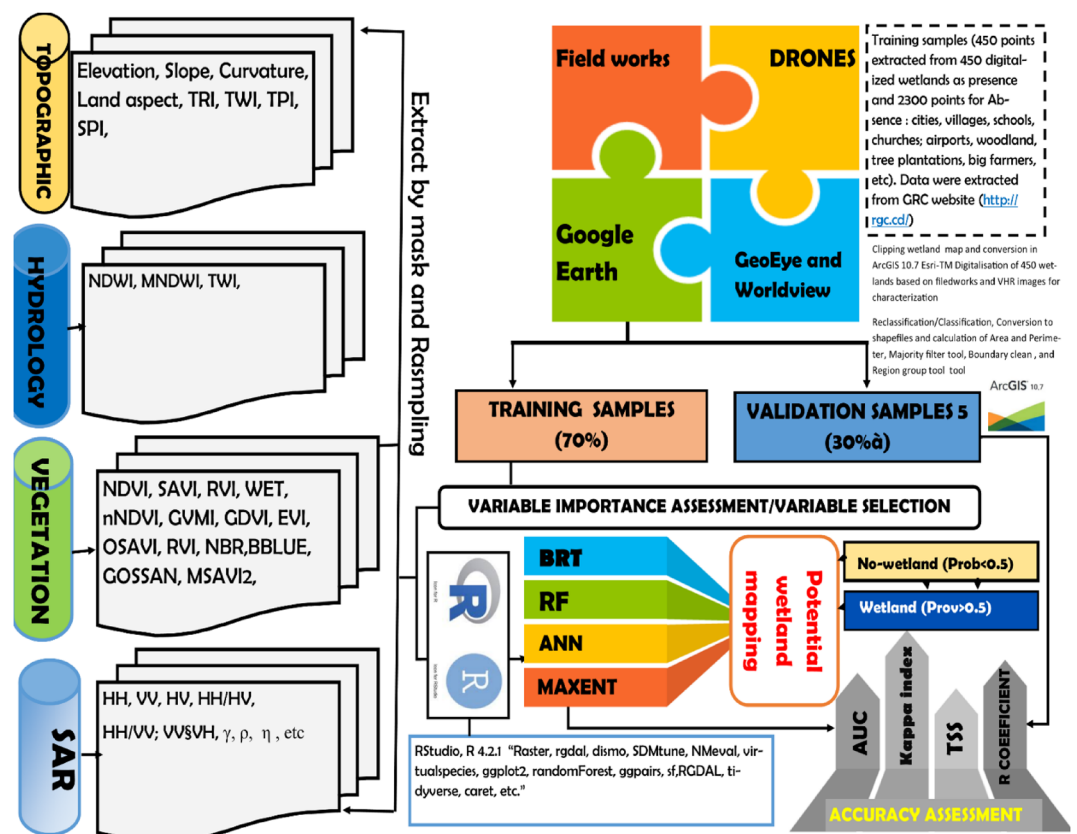 TOPOGRAPHIC
Elevation, Slope, Curvature,
Land aspect, TRI, TWI, TPI,
SPI,
HYDROLOGY
NDWI, MNDWI, TWI,
VEGETATION
NDVI, SAVI, RVI, WET,
nNDVI, GVMI, GDVI, EVI,
OSAVI, RVI, NBR,BBLUE,
GOSSAN, MSAVI2,
SAR
HH, VV, HV, HH/HV,
HH/VV; VV§VH, γ, ρ, η , etc
Extract by mask and Rasmpling
Field works
DRONES
Google
Earth
GeoEye and
Worldview
Training samples (450 points
extracted from 450 digital-
ized wetlands as presence
and 2300 points for Ab-
sence : cities, villages, schools,
churches; airports, woodland,
tree plantations, big farmers,
etc). Data were extracted
from GRC website (http://
rgc.cd/)
Clipping wetland map and conversion in
ArcGIS 10.7 Esri-TM Digitalisation of 450 wet-
lands based on filedworks and VHR images for
characterization
Reclassification/Classification, Conversion to
shapefiles and calculation of Area and Perime-
ter, Majority filter tool, Boundary clean , and
Region group tool tool
ArcGIS 10.7
TRAINING SAMPLES
(70%)
VALIDATION SAMPLES 5
(30%à)
VARIABLE IMPORTANCE ASSESSMENT/VARIABLE SELECTION
R
R
BRT
RF
ANN
MAXENT
Potential
wetland
mapping
No-wetland (Prob<0.5)
Wetland (Prov>0.5)
RStudio, R 4.2.1 “Raster, rgdal, dismo, SDMtune, NMeval, vir-
tualspecies, ggplot2, randomForest, ggpairs, sf,RGDAL, ti-
dyverse, caret, etc.”
AUC
Kappa index
TSS
R COEEFICIENT
ACCURACY ASSESSMENT